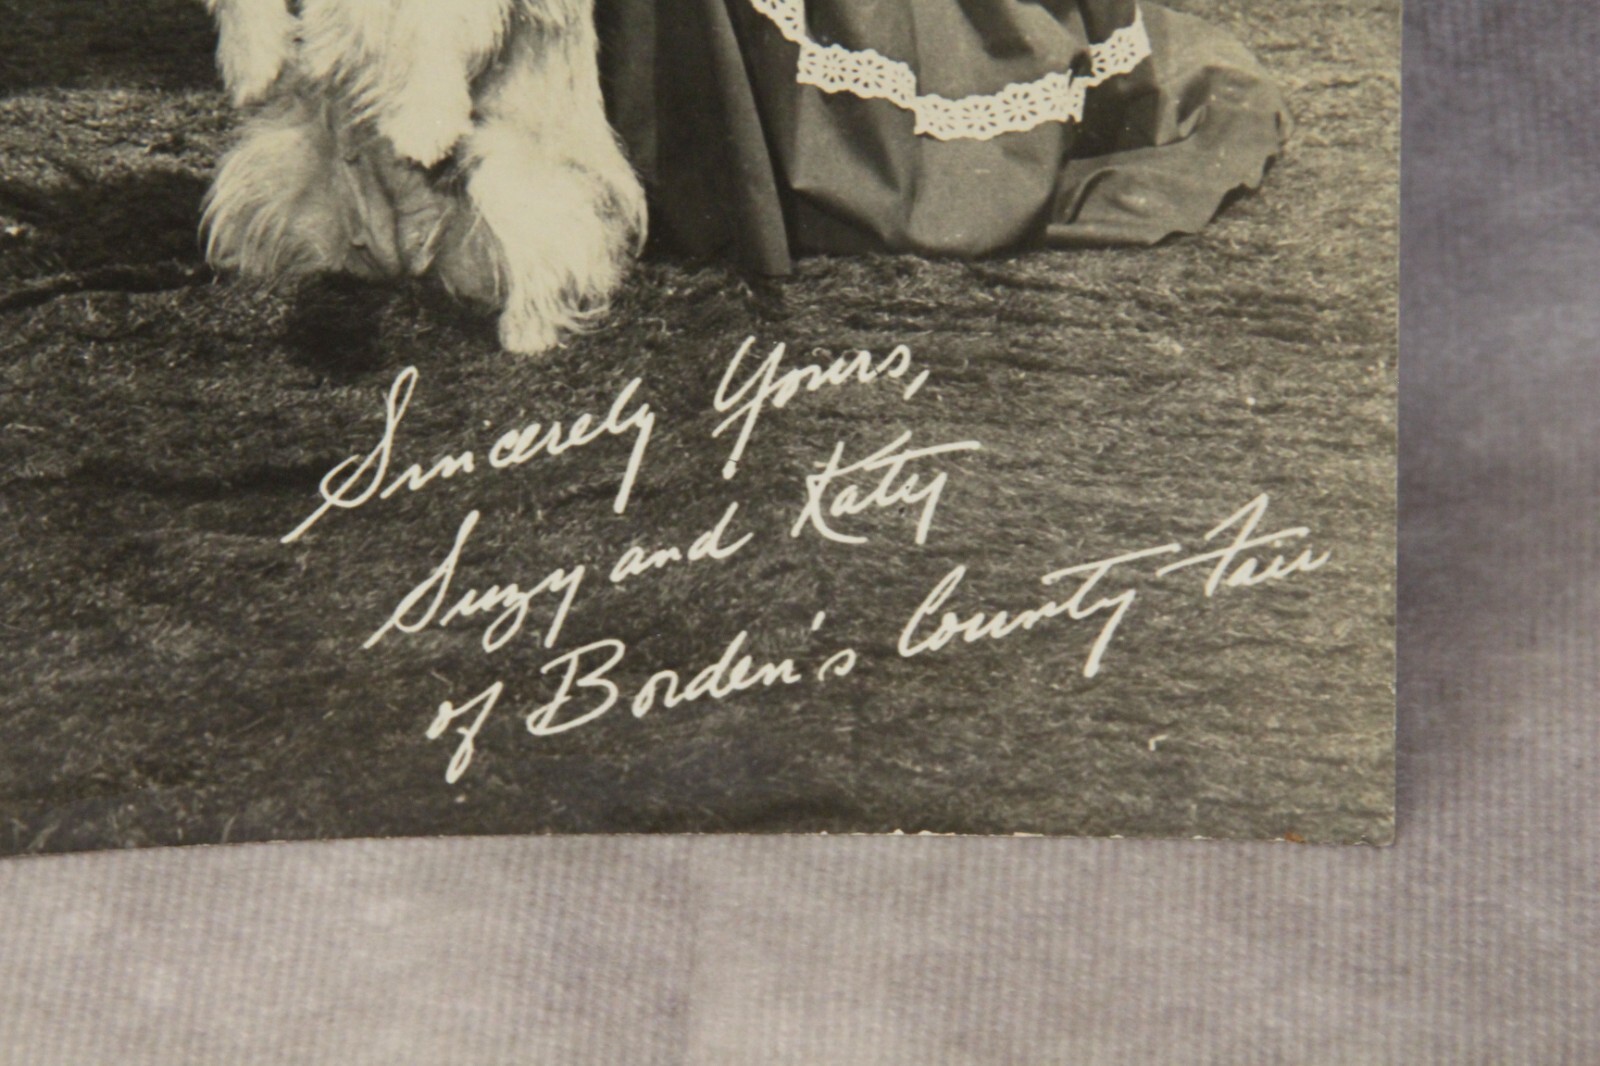 Sincerely Yours,
Suzy and Katy
of Borden's County Fair